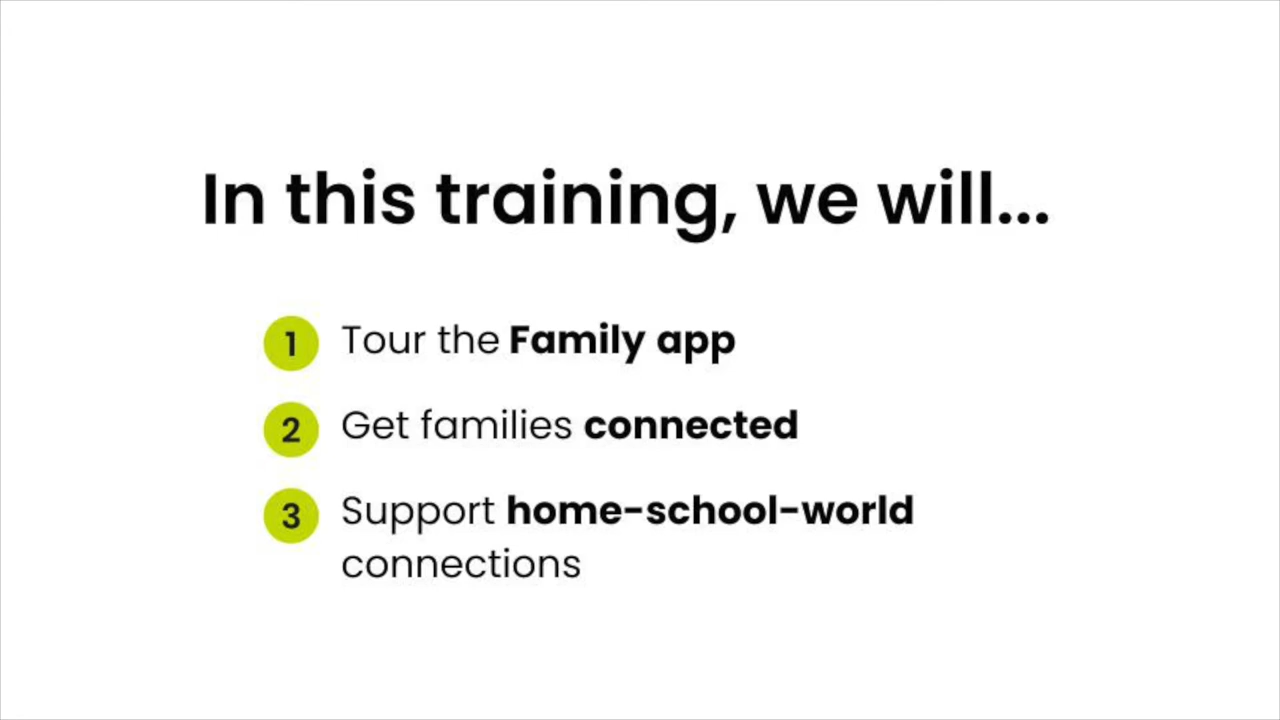 In this training, we will...
1 Tour the Family app
2 Get families connected
3 Support home-school-world
connections